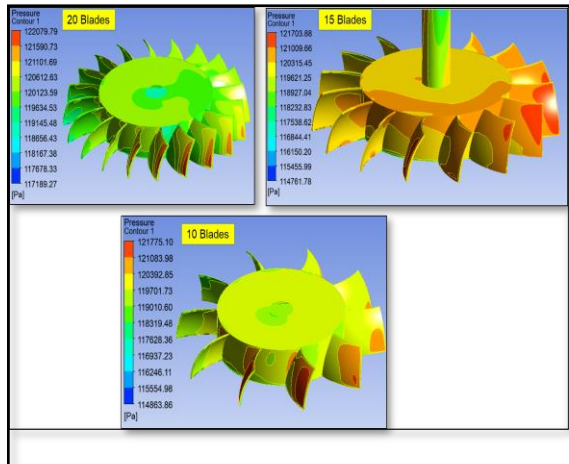 Pressure
Contour 1
20 Blades
122079.79
121590.73
121101.69
120612.63
120123.59
119634.53
119145.48
118656.43
118167.38
117678.33
117189.27
[Pa]
Pressure
Contour 1
15 Blades
121703.88
121009.66
120315.45
119621.25
118927.04
118232.83
117538.62
116844.41
116150.20
115455.99
114761.78
[Pa]
Pressure
Contour 1
10 Blades
121775.10
121083.98
120392.85
119701.73
119010.60
118319.48
117628.36
116937.23
116246.11
115554.98
114863.86
[Pa]